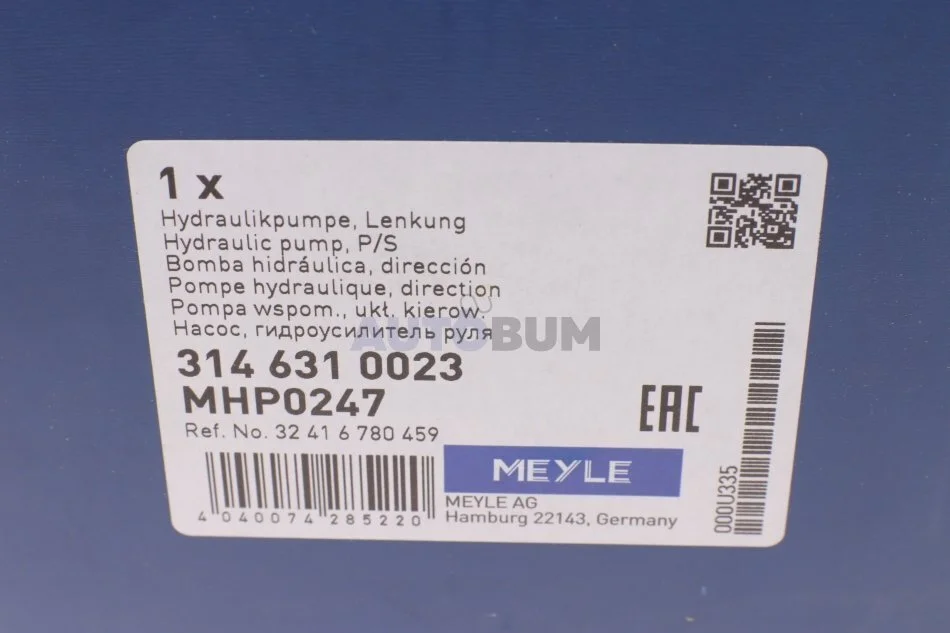 1 x
Hydraulikpumpe, Lenkung
Hydraulic pump, P/S
Bomba hidráulica, dirección
Pompe hydraulique, direction
Pompa wspom., ukł. kierow.
Насос, гидроусилитель руля
AUTOBUM
314 631 0023
MHP0247
Ref. No. 32 41 6 780 459
EAC
MEYLE
MEYLE AG
Hamburg 22143, Germany
4 040074 285220
000U335